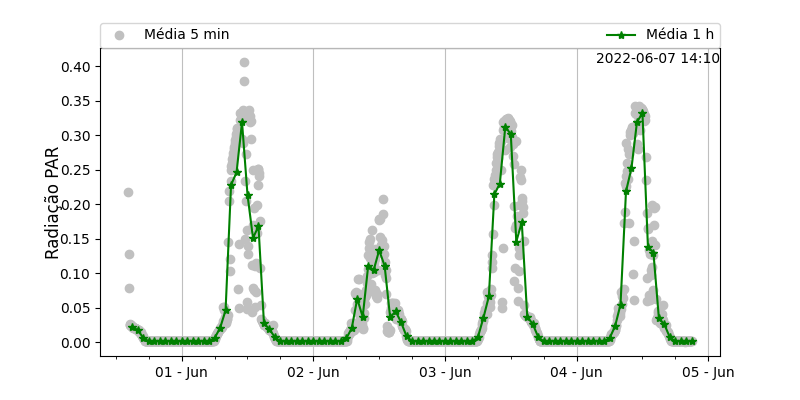 Média 5 min
Média 1 h
2022-06-07 14:10
Radiação PAR
0.40
0.35
0.30
0.25
0.20
0.15
0.10
0.05
0.00
01 - Jun
02 - Jun
03 - Jun
04 - Jun
05 - Jun